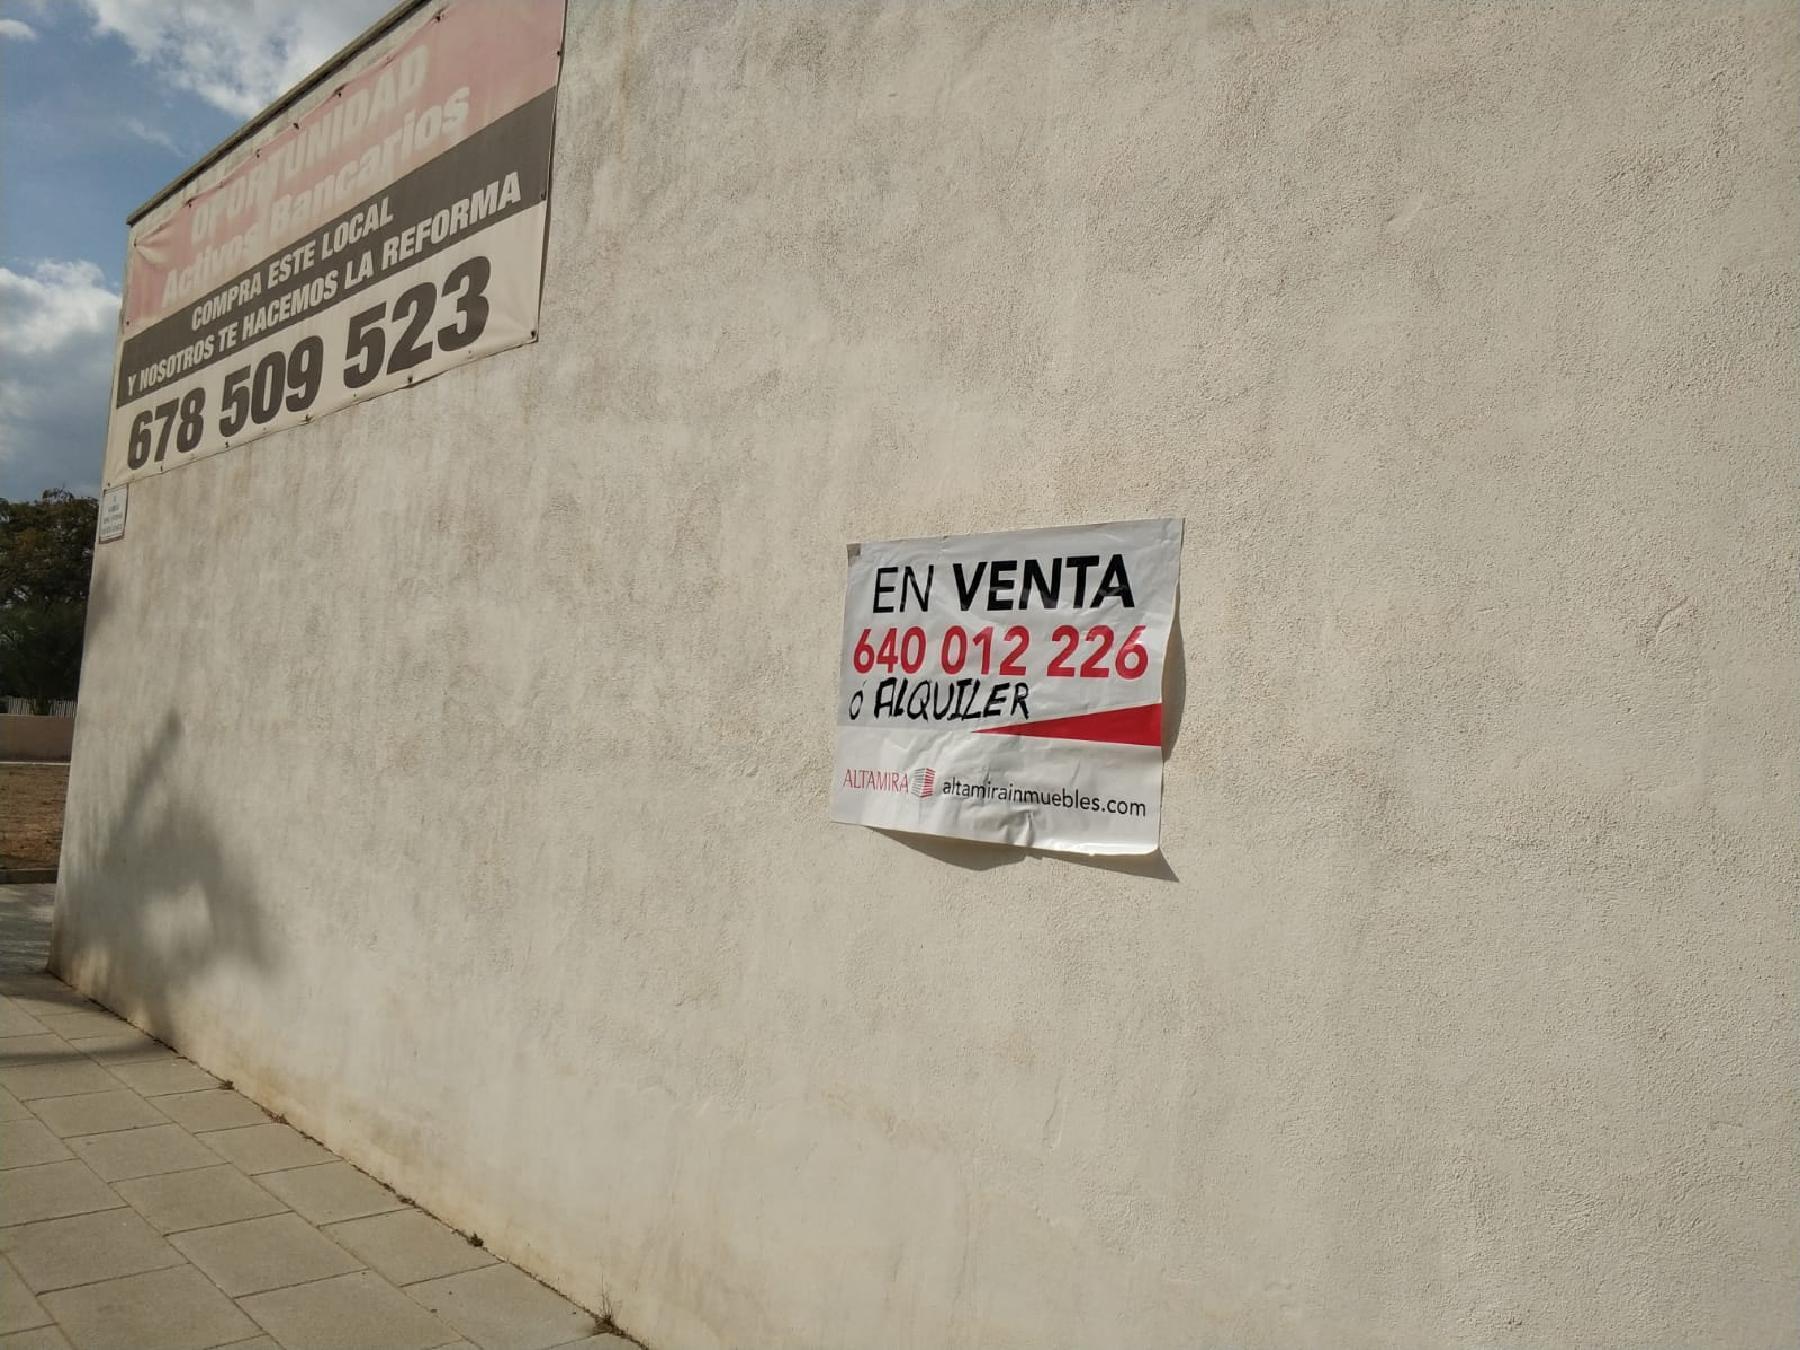 OPORTUNIDAD
Activos Bancarios
COMPRA ESTE LOCAL
Y NOSOTROS TE HACEMOS LA REFORMA
678 509 523
EN VENTA
640 012 226
ó ALQUILER
ALTAMIRA altamirainmuebles.com